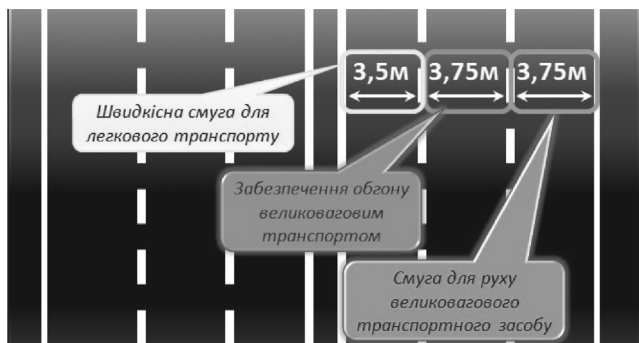 3,5м 3,75м 3,75м
Швидкісна смуга для
легкового транспорту
Забезпечення обгону
великоваговим
транспортом
Смуга для руху
великовагового
транспортного засобу